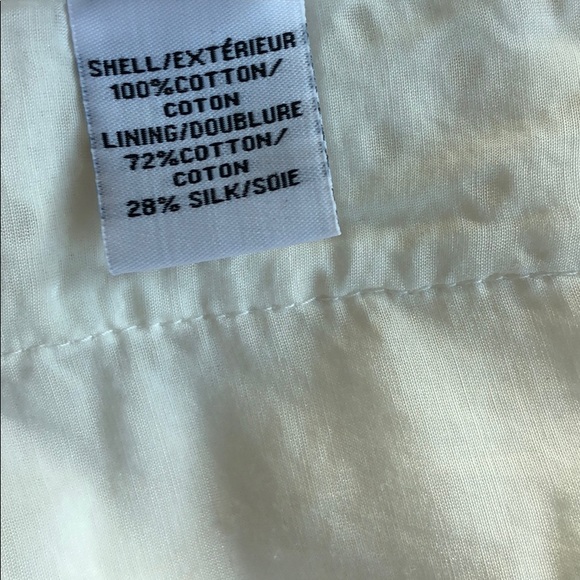 SHELL/EXTÉRIEUR
100%COTTON/
COTON
LINING/DOUBLURE
72%COTTON/
COTON
28% SILK/SOIE